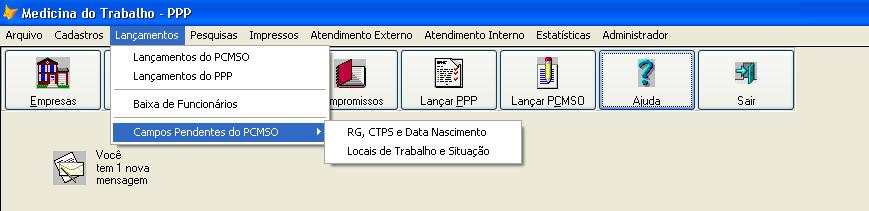 Medicina do Trabalho - PPP
Arquivo Cadastros Lançamentos Pesquisas Impressos Atendimento Externo Atendimento Interno Estatísticas Administrador
Lançamentos do PCMSO
Lançamentos do PPP
Baixa de Funcionários
Campos Pendentes do PCMSO
RG, CTPS e Data Nascimento
Locais de Trabalho e Situação
Empresas mpromissos Lançar PPP Lançar PCMSO Ajuda Sair
Você
tem 1 nova
mensagem